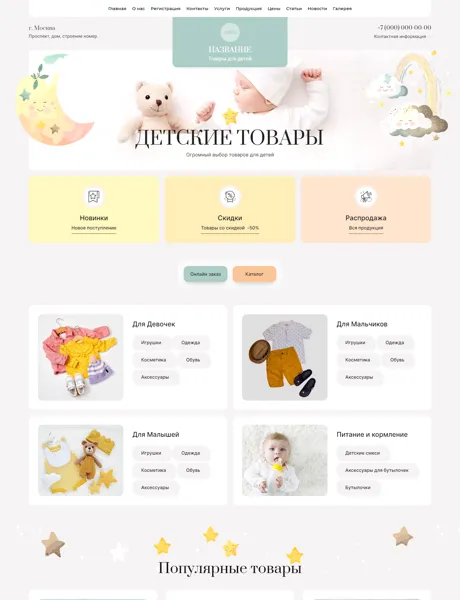 Главная О нас Регистрация Контакты Услуги Продукция Цены Статьи Новости Галерея
г. Москва
Проспект, дом, строение номер
НАЗВАНИЕ
Товары для детей
+7 (000) 000-00-00
Контактная информация
ДЕТСКИЕ ТОВАРЫ
Огромный выбор товаров для детей
Новинки
Новое поступление
Скидки
Товары со скидкой -50%
Распродажа
Вся продукция
Онлайн заказ
Каталог
Для Девочек
Игрушки Одежда
Косметика Обувь
Аксессуары
Для Мальчиков
Игрушки Одежда
Косметика Обувь
Аксессуары
Для Малышей
Игрушки Одежда
Косметика Обувь
Аксессуары
Питание и кормление
Детские смеси
Аксессуары для бутылочек
Бутылочки
Популярные товары